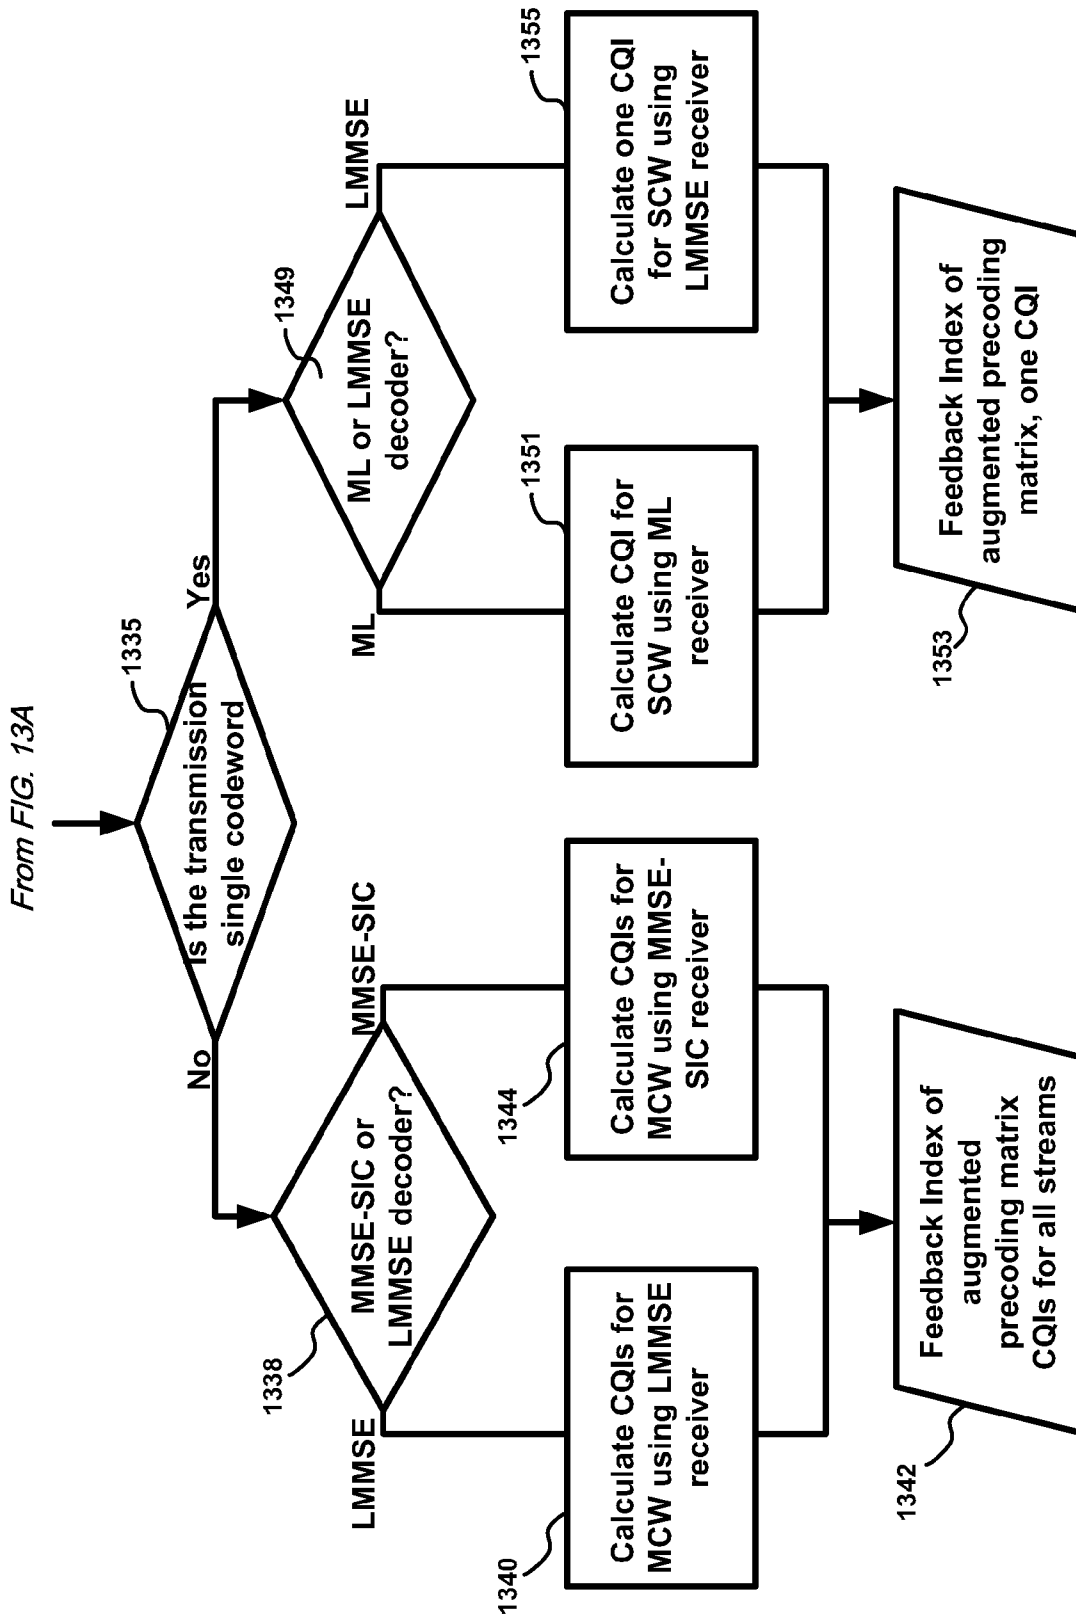 From FIG. 13A
1335
Is the transmission
single codeword
No
Yes
1338
MMSE-SIC or
LMMSE decoder?
LMMSE
MMSE-SIC
1349
ML or LMMSE
decoder?
ML
LMMSE
1340
Calculate CQIs for
MCW using LMMSE
receiver
1344
Calculate CQIs for
MCW using MMSE-
SIC receiver
1351
Calculate CQI for
SCW using ML
receiver
1355
Calculate one CQI
for SCW using
LMMSE receiver
1342
Feedback Index of
augmented
precoding matrix
CQIs for all streams
1353
Feedback Index of
augmented precoding
matrix, one CQI